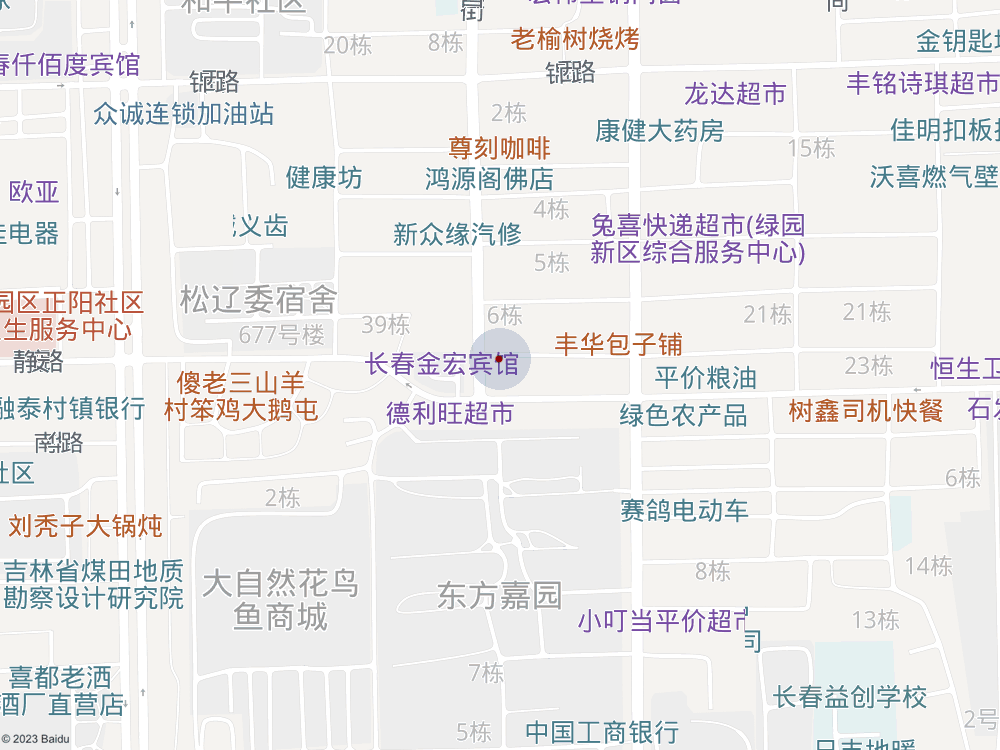 和平社区
街
老榆树烧烤
20栋
8栋
春仟佰度宾馆
金钥匙
龙达超市
丰铭诗琪超市
众诚连锁加油站
2栋
康健大药房
佳明扣板
尊刻咖啡
15栋
健康坊
鸿源阁佛店
沃喜燃气壁
欧亚
4栋
义齿
佳电器
新众缘汽修
兔喜快递超市(绿园
新区综合服务中心)
5栋
松辽委宿舍
园区正阳社区
生服务中心
677号楼
39栋
6栋
21栋
21栋
丰华包子铺
静安路
长春金宏宾馆
23栋
恒生
平价粮油
傻老三山羊
村笨鸡大鹅屯
融泰村镇银行
德利旺超市
绿色农产品
树鑫司机快餐
南华路
社区
2栋
6栋
刘秃子大锅炖
赛鸽电动车
吉林省煤田地质
勘察设计研究院
大自然花鸟
鱼商城
东方嘉园
8栋
14栋
小叮当平价超市
司
13栋
7栋
喜都老酒
酒厂直营店
长春益创学校
5栋
中国工商银行
2号
© 2023 Baidu